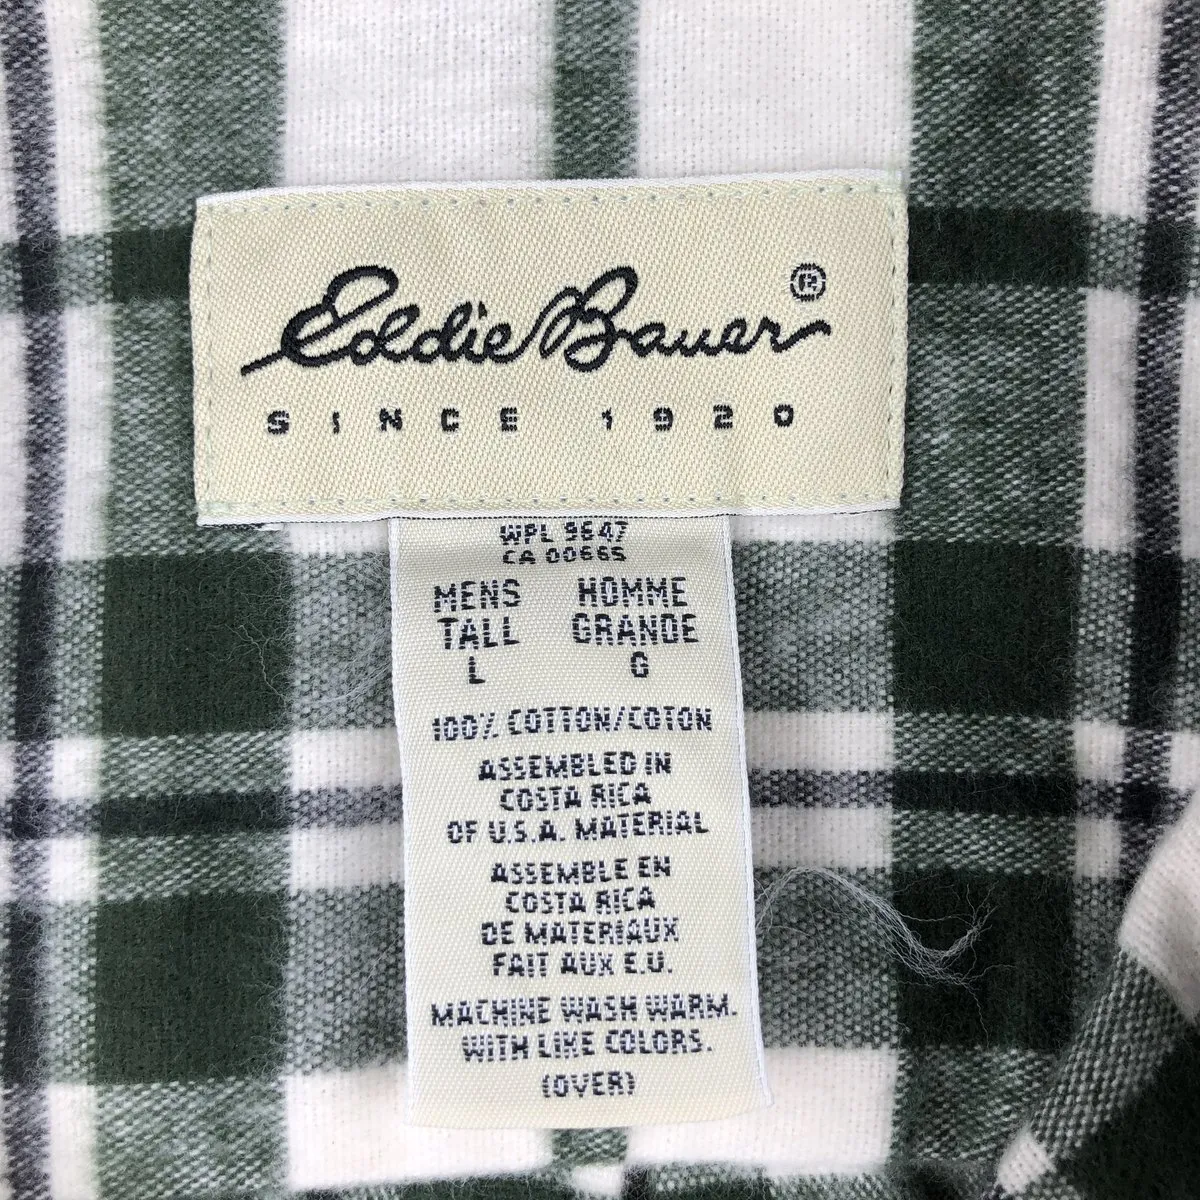 Eddie Bauer ®
SINCE 1920
WPL 9647
CA 00665
MENS HOMME
TALL GRANDE
L G
100% COTTON/COTON
ASSEMBLED IN
COSTA RICA
OF U.S.A. MATERIAL
ASSEMBLE EN
COSTA RICA
DE MATERIAUX
FAIT AUX E.U.
MACHINE WASH WARM.
WITH LIKE COLORS.
(OVER)